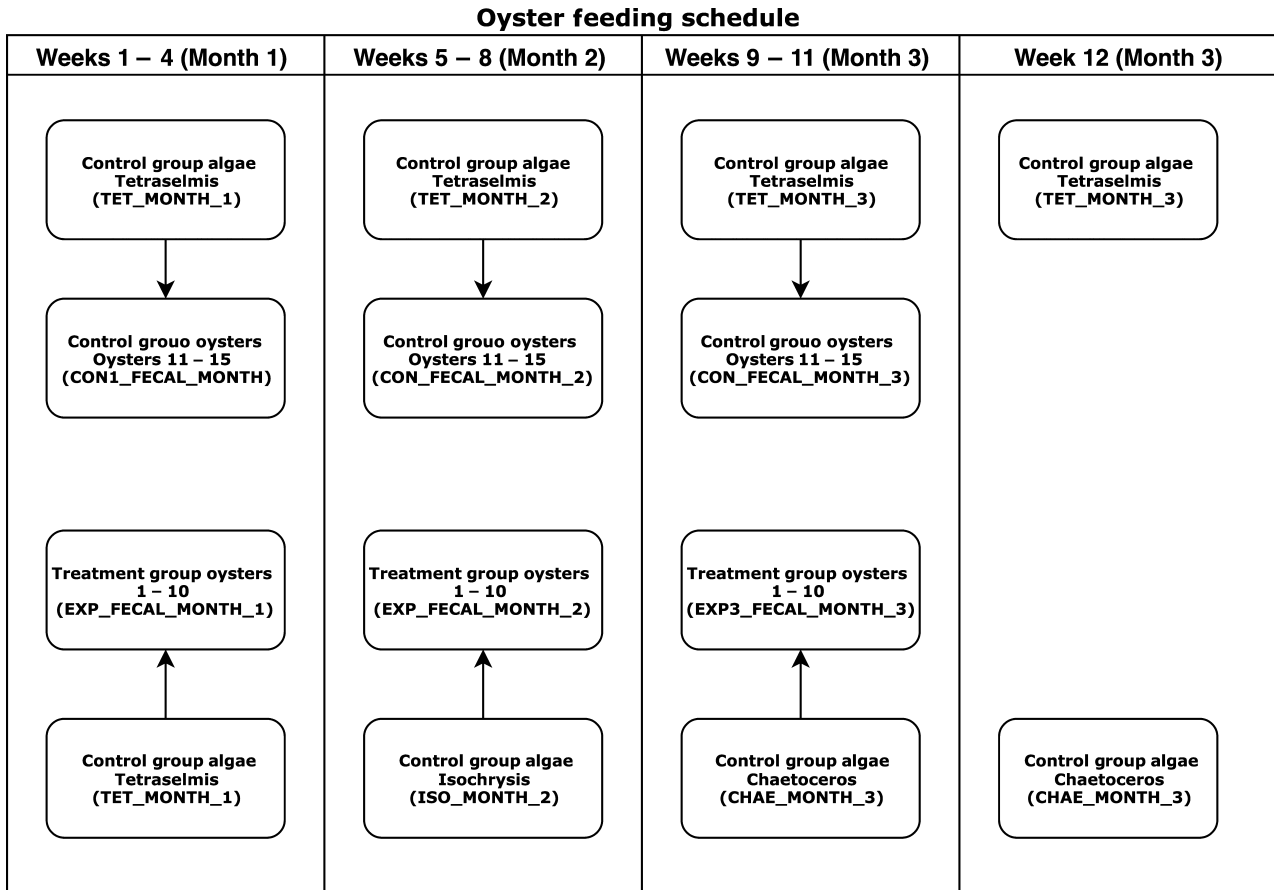 Oyster feeding schedule
Weeks 1 – 4 (Month 1)
Weeks 5 – 8 (Month 2)
Weeks 9 – 11 (Month 3)
Week 12 (Month 3)
Control group algae
Tetraselmis
(TET_MONTH_1)
Control group algae
Tetraselmis
(TET_MONTH_2)
Control group algae
Tetraselmis
(TET_MONTH_3)
Control group algae
Tetraselmis
(TET_MONTH_3)
Control grouo oysters
Oysters 11 – 15
(CON1_FECAL_MONTH)
Control grouo oysters
Oysters 11 – 15
(CON_FECAL_MONTH_2)
Control grouo oysters
Oysters 11 – 15
(CON_FECAL_MONTH_3)
Treatment group oysters
1 – 10
(EXP_FECAL_MONTH_1)
Treatment group oysters
1 – 10
(EXP_FECAL_MONTH_2)
Treatment group oysters
1 – 10
(EXP3_FECAL_MONTH_3)
Control group algae
Tetraselmis
(TET_MONTH_1)
Control group algae
Isochrysis
(ISO_MONTH_2)
Control group algae
Chaetoceros
(CHAE_MONTH_3)
Control group algae
Chaetoceros
(CHAE_MONTH_3)